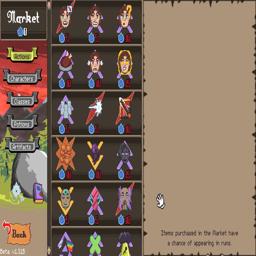 Market
Actions
Characters
Classes
Potions
Artifacts
Back
Items purchased in the Market have
a chance of appearing in runs.